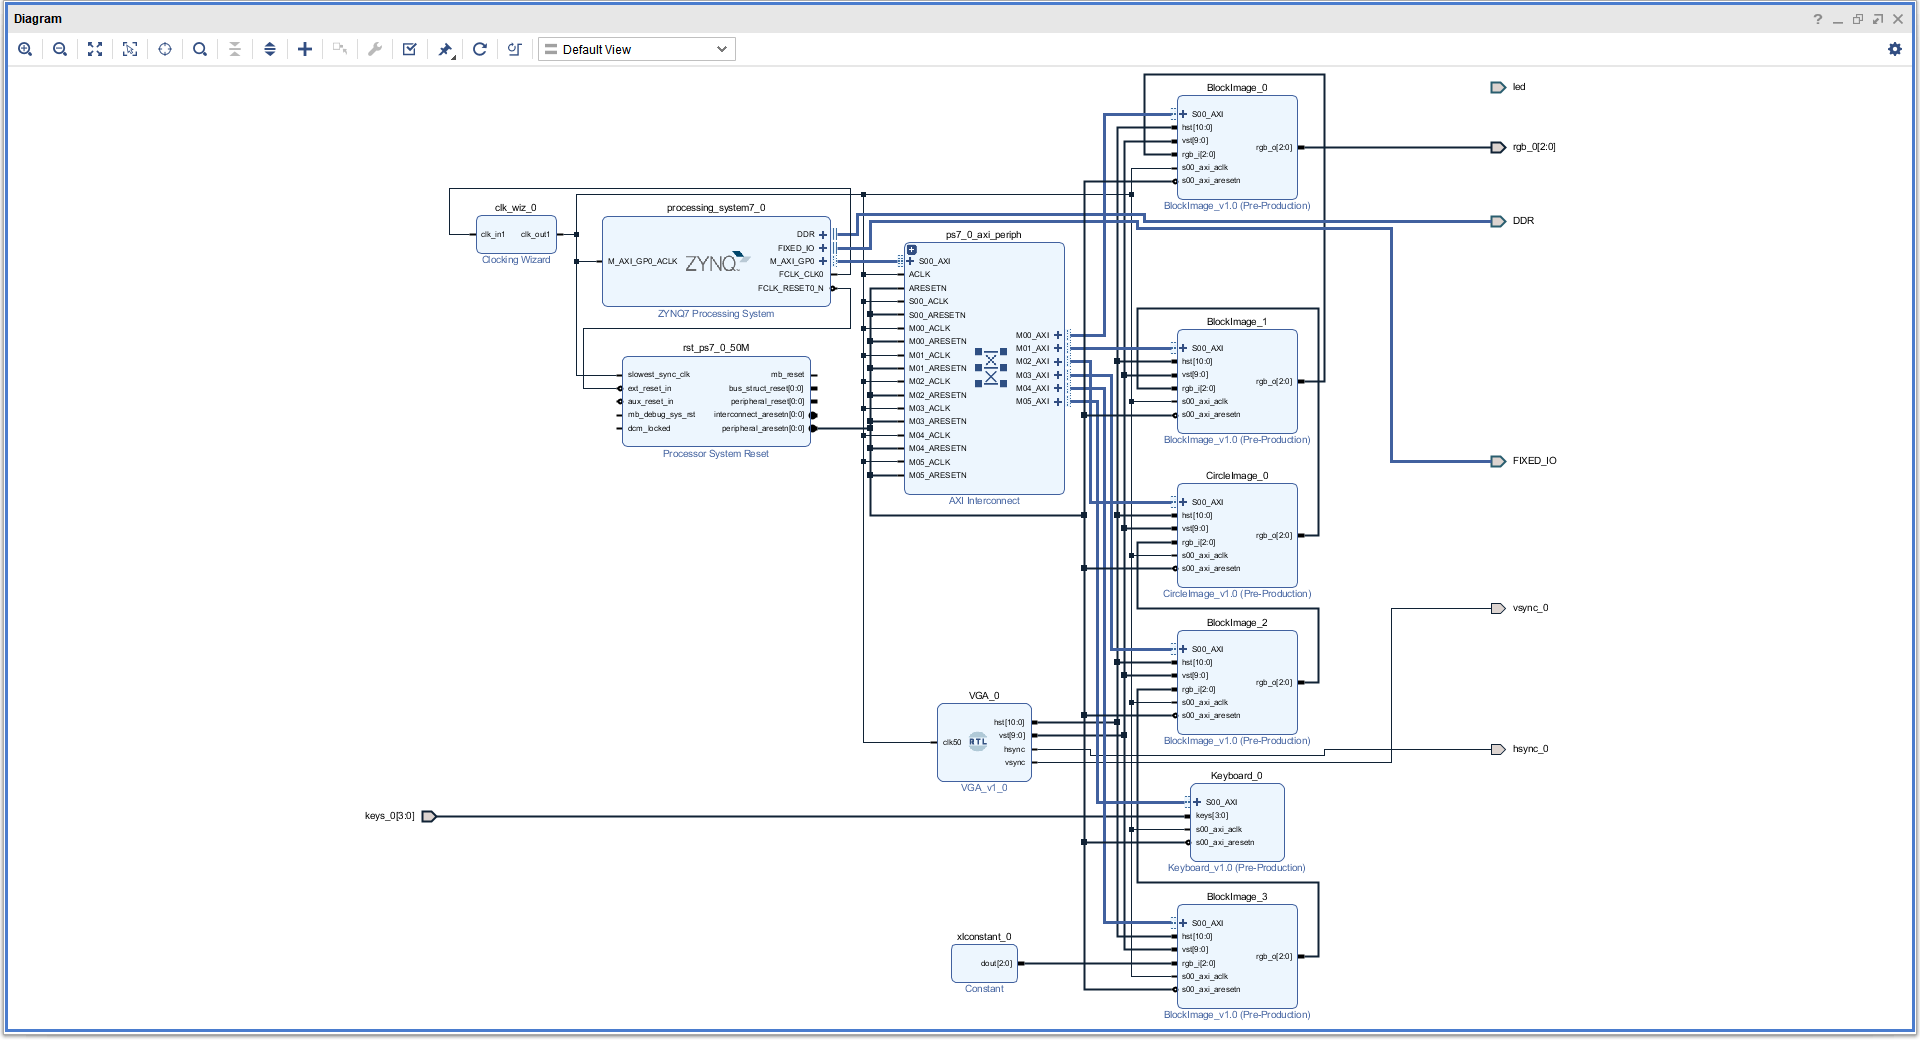 Diagram
Default View
led
rgb_0[2:0]
DDR
FIXED_IO
vsync_0
hsync_0
keys_0[3:0]
clk_wiz_0
clk_in1
clk_out1
Clocking Wizard
processing_system7_0
M_AXI_GP0_ACLK
ZYNQ
DDR
FIXED_IO
M_AXI_GP0
FCLK_CLK0
FCLK_RESET0_N
ZYNQ7 Processing System
rst_ps7_0_50M
slowest_sync_clk
ext_reset_in
aux_reset_in
mb_debug_sys_rst
dcm_locked
mb_reset
bus_struct_reset[0:0]
peripheral_reset[0:0]
interconnect_aresetn[0:0]
peripheral_aresetn[0:0]
Processor System Reset
ps7_0_axi_periph
S00_AXI
ACLK
ARESETN
S00_ACLK
S00_ARESETN
M00_ACLK
M00_ARESETN
M01_ACLK
M01_ARESETN
M02_ACLK
M02_ARESETN
M03_ACLK
M03_ARESETN
M04_ACLK
M04_ARESETN
M05_ACLK
M05_ARESETN
M00_AXI
M01_AXI
M02_AXI
M03_AXI
M04_AXI
M05_AXI
AXI Interconnect
VGA_0
clk50
RTL
hst[10:0]
vst[9:0]
hsync
vsync
VGA_v1_0
xlconstant_0
dout[2:0]
Constant
BlockImage_0
S00_AXI
hst[10:0]
vst[9:0]
rgb_i[2:0]
s00_axi_aclk
s00_axi_aresetn
rgb_o[2:0]
BlockImage_v1.0 (Pre-Production)
BlockImage_1
S00_AXI
hst[10:0]
vst[9:0]
rgb_i[2:0]
s00_axi_aclk
s00_axi_aresetn
rgb_o[2:0]
BlockImage_v1.0 (Pre-Production)
CircleImage_0
S00_AXI
hst[10:0]
vst[9:0]
rgb_i[2:0]
s00_axi_aclk
s00_axi_aresetn
rgb_o[2:0]
CircleImage_v1.0 (Pre-Production)
BlockImage_2
S00_AXI
hst[10:0]
vst[9:0]
rgb_i[2:0]
s00_axi_aclk
s00_axi_aresetn
rgb_o[2:0]
BlockImage_v1.0 (Pre-Production)
Keyboard_0
S00_AXI
keys[3:0]
s00_axi_aclk
s00_axi_aresetn
Keyboard_v1.0 (Pre-Production)
BlockImage_3
S00_AXI
hst[10:0]
vst[9:0]
rgb_i[2:0]
s00_axi_aclk
s00_axi_aresetn
rgb_o[2:0]
BlockImage_v1.0 (Pre-Production)